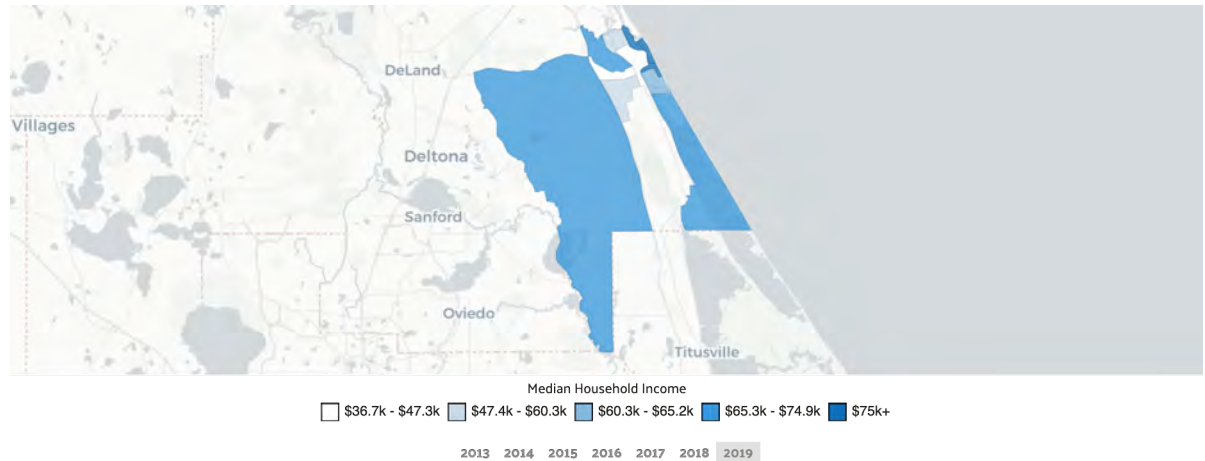 DeLand
Villages
Deltona
Sanford
Oviedo
Titusville
Median Household Income
$36.7k - $47.3k $47.4k - $60.3k $60.3k - $65.2k $65.3k - $74.9k $75k+
2013 2014 2015 2016 2017 2018 2019